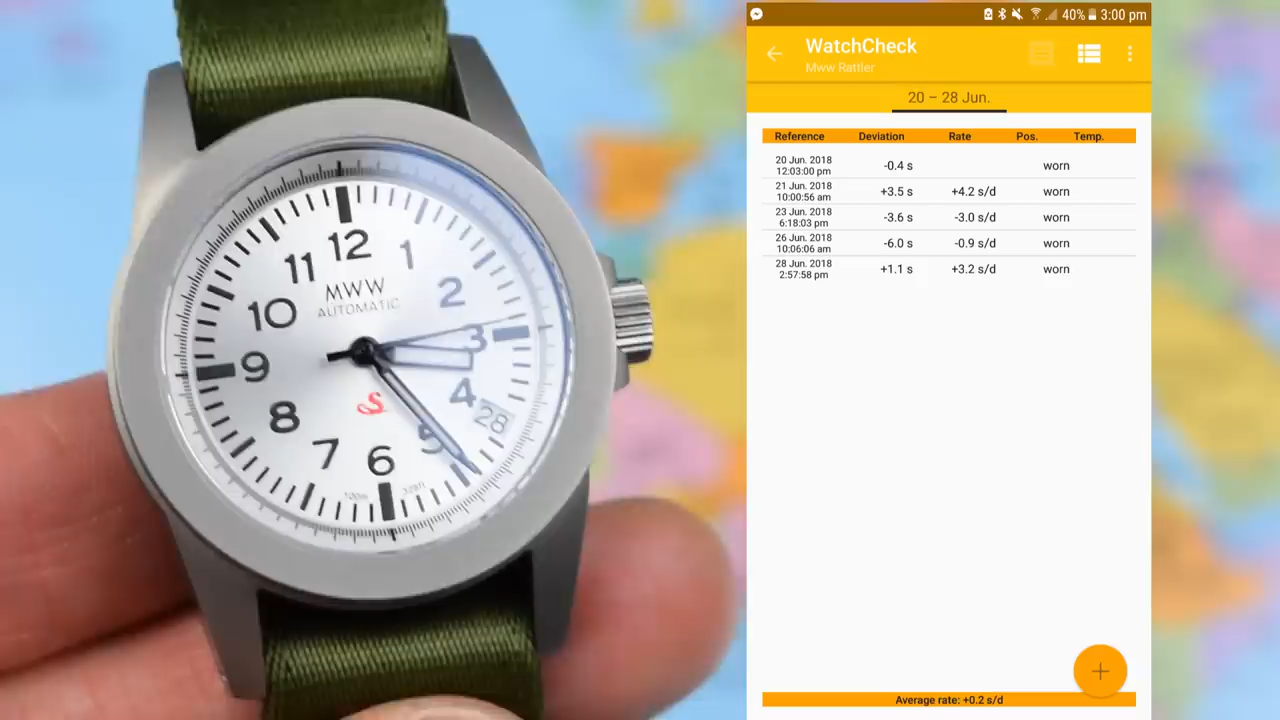 12
1
2
3
4
5
6
7
8
9
10
11
MWW
AUTOMATIC
S
28
100m 328ft
40% 3:00 pm
WatchCheck
Mww Rattler
20 – 28 Jun.
Reference Deviation Rate Pos. Temp.
20 Jun. 2018
12:03:00 pm -0.4 s worn
21 Jun. 2018
10:00:56 am +3.5 s +4.2 s/d worn
23 Jun. 2018
6:18:03 pm -3.6 s -3.0 s/d worn
26 Jun. 2018
10:06:06 am -6.0 s -0.9 s/d worn
28 Jun. 2018
2:57:58 pm +1.1 s +3.2 s/d worn
+
Average rate: +0.2 s/d